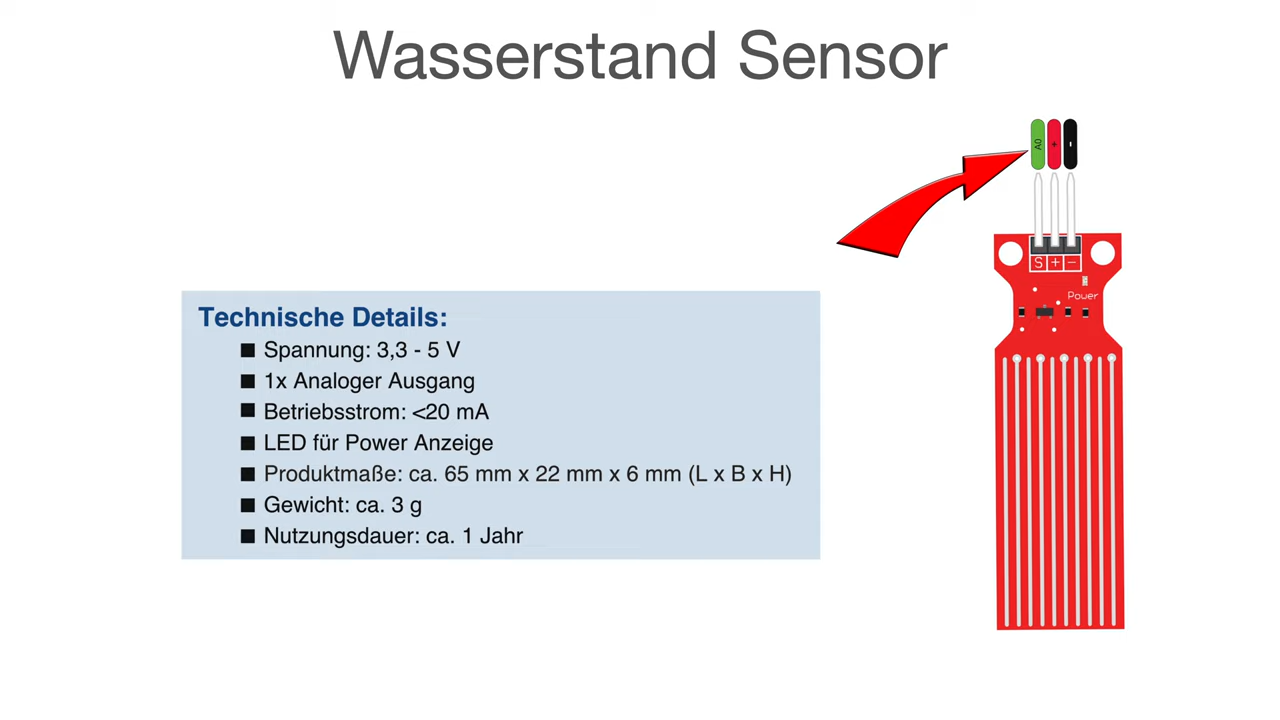 Wasserstand Sensor
A0 + -
S + −
Power
Technische Details:
■ Spannung: 3,3 - 5 V
■ 1x Analoger Ausgang
■ Betriebsstrom: <20 mA
■ LED für Power Anzeige
■ Produktmaße: ca. 65 mm x 22 mm x 6 mm (L x B x H)
■ Gewicht: ca. 3 g
■ Nutzungsdauer: ca. 1 Jahr